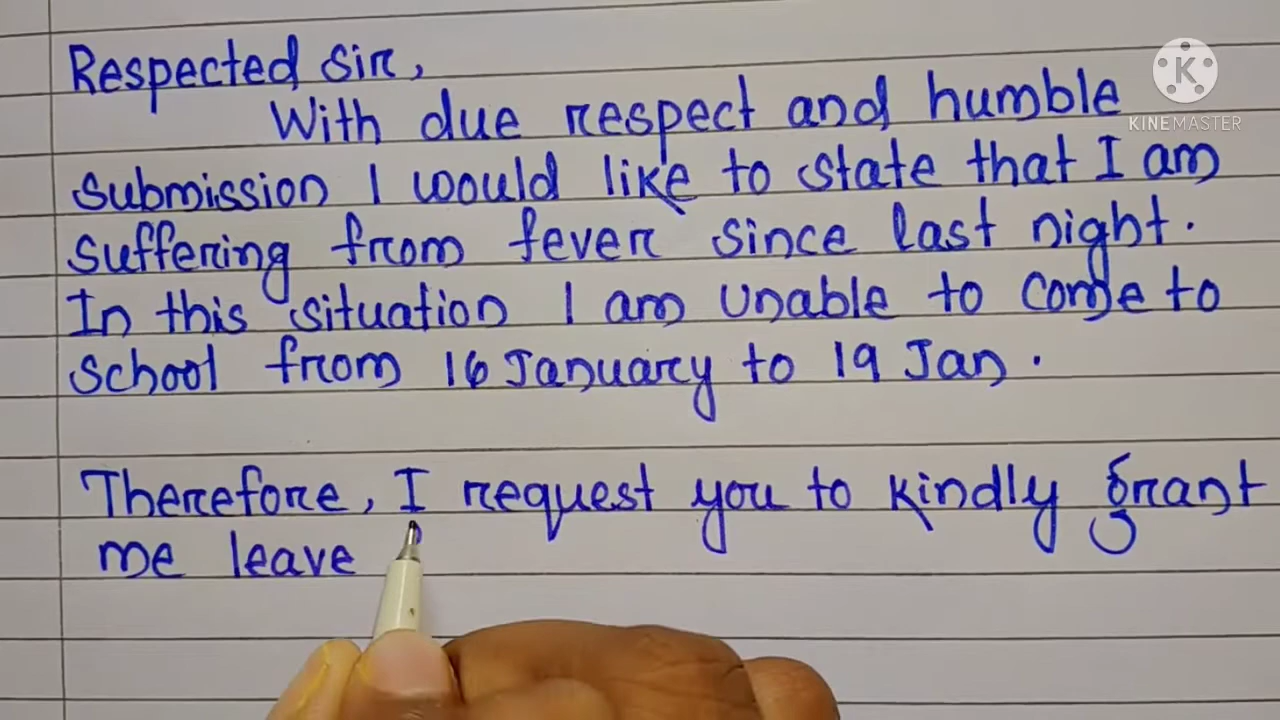 Respected Sir,
With due respect and humble
Submission I would like to state that I am
Suffering from fever since last night.
In this situation I am unable to come to
School from 16 January to 19 Jan.
Therefore, I request you to kindly grant
me leave
K
KINEMASTER